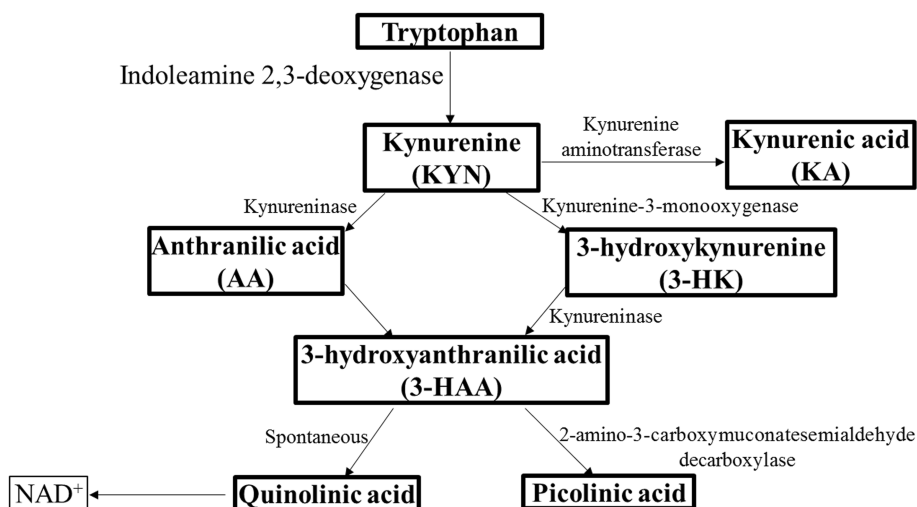 Tryptophan
Indoleamine 2,3-deoxygenase
Kynurenine
(KYN)
Kynurenine
aminotransferase
Kynurenic acid
(KA)
Kynureninase
Kynurenine-3-monooxygenase
Anthranilic acid
(AA)
3-hydroxykynurenine
(3-HK)
Kynureninase
3-hydroxyanthranilic acid
(3-HAA)
Spontaneous
2-amino-3-carboxymuconatesemialdehyde
decarboxylase
NAD⁺
Quinolinic acid
Picolinic acid